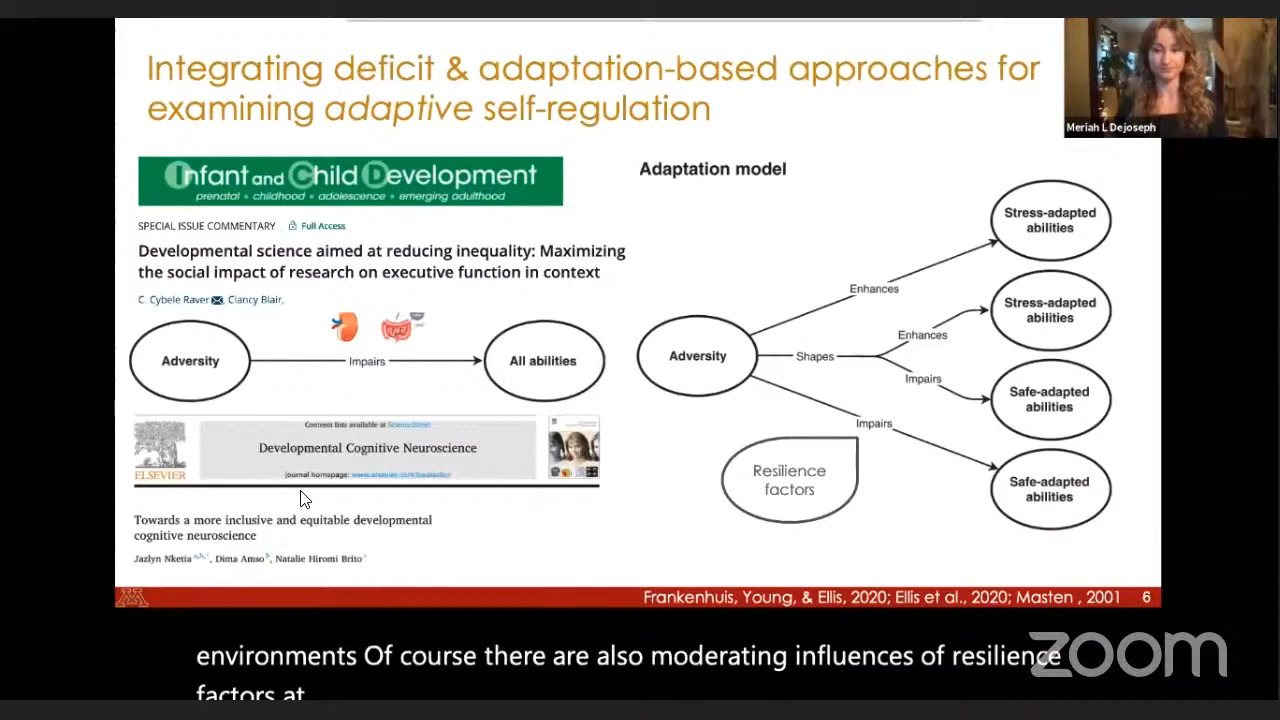 Integrating deficit & adaptation-based approaches for
examining adaptive self-regulation
Meriah L Dejoseph
Infant and Child Development
prenatal • childhood • adolescence • emerging adulthood
SPECIAL ISSUE COMMENTARY Full Access
Developmental science aimed at reducing inequality: Maximizing
the social impact of research on executive function in context
C. Cybele Raver, Clancy Blair,
Adversity
Impairs
All abilities
Contents lists available at ScienceDirect
Developmental Cognitive Neuroscience
journal homepage:
ELSEVIER
Towards a more inclusive and equitable developmental
cognitive neuroscience
Jazlyn Nketia, Dima Amso, Natalie Hiromi Brito
Adaptation model
Adversity
Enhances
Stress-adapted
abilities
Shapes
Enhances
Stress-adapted
abilities
Impairs
Safe-adapted
abilities
Impairs
Safe-adapted
abilities
Resilience
factors
Frankenhuis, Young, & Ellis, 2020; Ellis et al., 2020; Masten , 2001 6
environments Of course there are also moderating influences of resilience
factors at
zoom